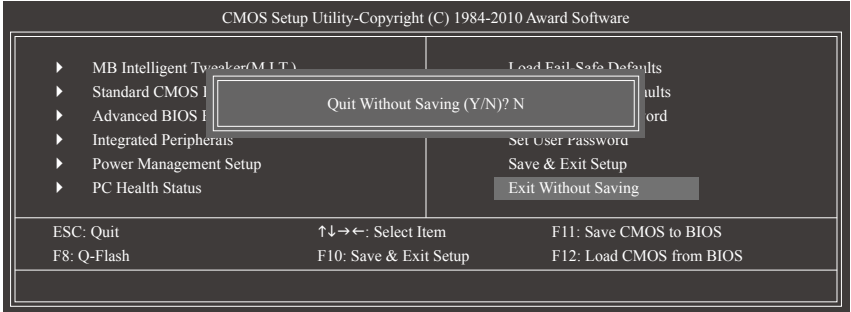 CMOS Setup Utility-Copyright (C) 1984-2010 Award Software
MB Intelligent Tweaker(M.I.T.)
Standard CMOS
Advanced BIOS
Integrated Peripherals
Power Management Setup
PC Health Status
Load Fail-Safe Defaults
Set User Password
Save & Exit Setup
Exit Without Saving
Quit Without Saving (Y/N)? N
ESC: Quit ↑↓→←: Select Item F11: Save CMOS to BIOS
F8: Q-Flash F10: Save & Exit Setup F12: Load CMOS from BIOS